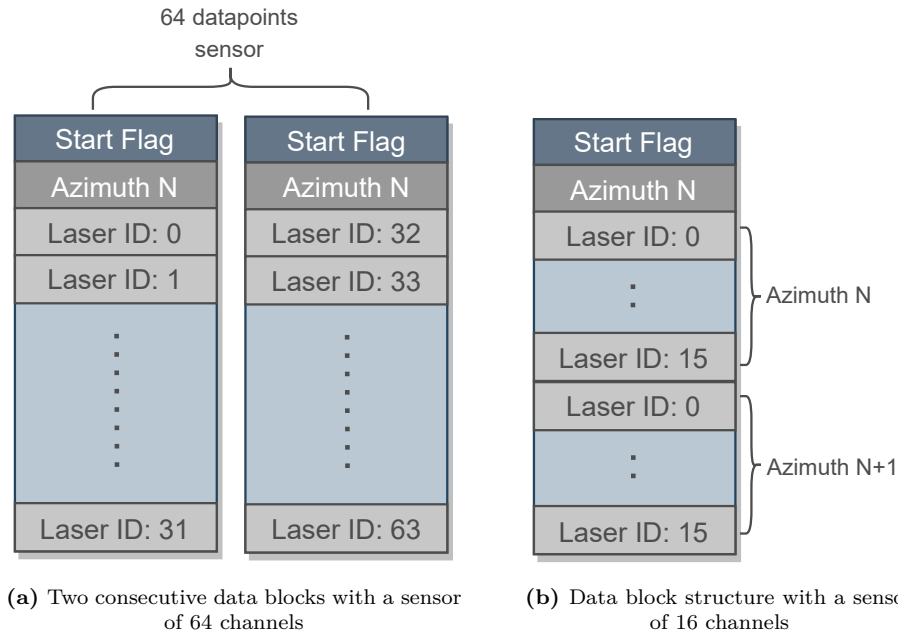 64 datapoints
sensor
Start Flag
Azimuth N
Laser ID: 0
Laser ID: 1
Laser ID: 31
Start Flag
Azimuth N
Laser ID: 32
Laser ID: 33
Laser ID: 63
(a) Two consecutive data blocks with a sensor
of 64 channels
Start Flag
Azimuth N
Laser ID: 0
Laser ID: 15
Laser ID: 0
Laser ID: 15
Azimuth N
Azimuth N+1
(b) Data block structure with a senso
of 16 channels